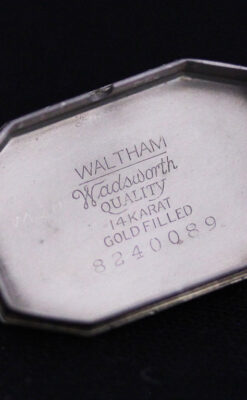 WALTHAM
Wadsworth
QUALITY
14 KARAT
GOLD FILLED
8240089